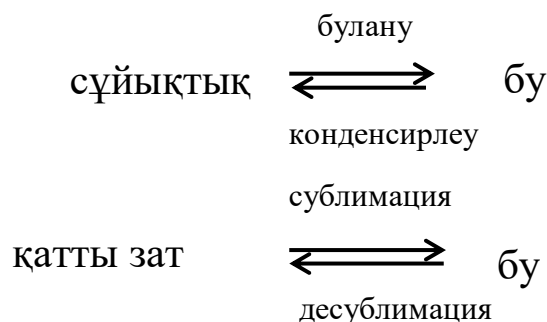 булану
сұйықтық бу
конденсирлеу
сублимация
қатты зат бу
десублимация